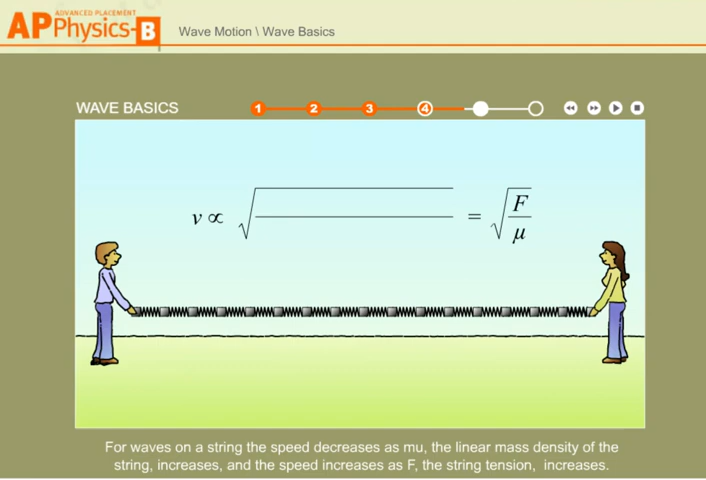 ADVANCED PLACEMENT
AP Physics-B
Wave Motion \ Wave Basics
WAVE BASICS
1 2 3 4
v ∝ √ = √F/μ
For waves on a string the speed decreases as mu, the linear mass density of the
string, increases, and the speed increases as F, the string tension, increases.